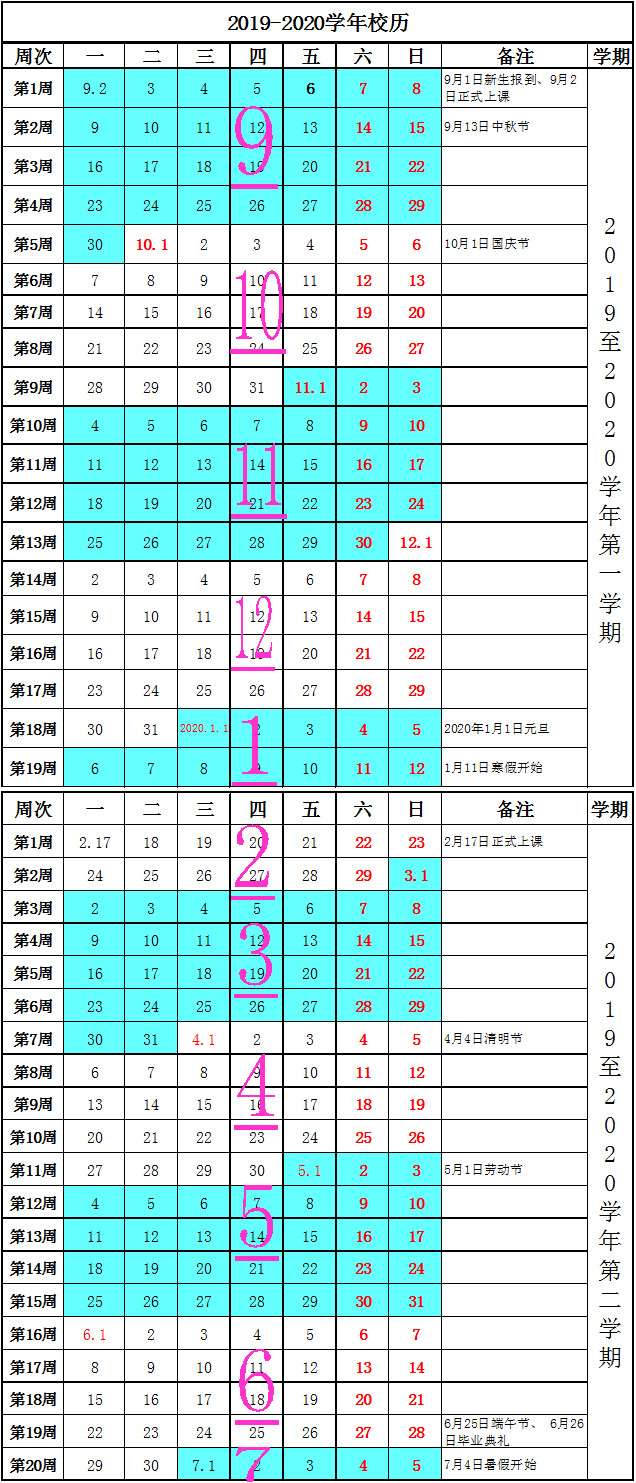 2019-2020学年校历
周次 一 二 三 四 五 六 日 备注 学期
第1周 9.2 3 4 5 6 7 8 9月1日新生报到、9月2
日正式上课
第2周 9 10 11 12 13 14 15 9月13日中秋节
9
第3周 16 17 18 19 20 21 22
第4周 23 24 25 26 27 28 29
第5周 30 10.1 2 3 4 5 6 10月1日国庆节
第6周 7 8 9 10 11 12 13
10
第7周 14 15 16 17 18 19 20
第8周 21 22 23 24 25 26 27
第9周 28 29 30 31 11.1 2 3
第10周 4 5 6 7 8 9 10
第11周 11 12 13 14 15 16 17
11
第12周 18 19 20 21 22 23 24
第13周 25 26 27 28 29 30 12.1
第14周 2 3 4 5 6 7 8
第15周 9 10 11 12 13 14 15
12
第16周 16 17 18 19 20 21 22
第17周 23 24 25 26 27 28 29
第18周 30 31 2020.1.1 2 3 4 5 2020年1月1日元旦
1
第19周 6 7 8 9 10 11 12 1月11日寒假开始
2019至2020学年第一学期
周次 一 二 三 四 五 六 日 备注 学期
第1周 2.17 18 19 20 21 22 23 2月17日正式上课
2
第2周 24 25 26 27 28 29 3.1
第3周 2 3 4 5 6 7 8
第4周 9 10 11 12 13 14 15
3
第5周 16 17 18 19 20 21 22
第6周 23 24 25 26 27 28 29
第7周 30 31 4.1 2 3 4 5 4月4日清明节
第8周 6 7 8 9 10 11 12
4
第9周 13 14 15 16 17 18 19
第10周 20 21 22 23 24 25 26
第11周 27 28 29 30 5.1 2 3 5月1日劳动节
第12周 4 5 6 7 8 9 10
5
第13周 11 12 13 14 15 16 17
第14周 18 19 20 21 22 23 24
第15周 25 26 27 28 29 30 31
第16周 6.1 2 3 4 5 6 7
第17周 8 9 10 11 12 13 14
6
第18周 15 16 17 18 19 20 21
第19周 22 23 24 25 26 27 28 6月25日端午节、 6月26
日毕业典礼
第20周 29 30 7.1 2 3 4 5 7月4日暑假开始
7
2019至2020学年第二学期